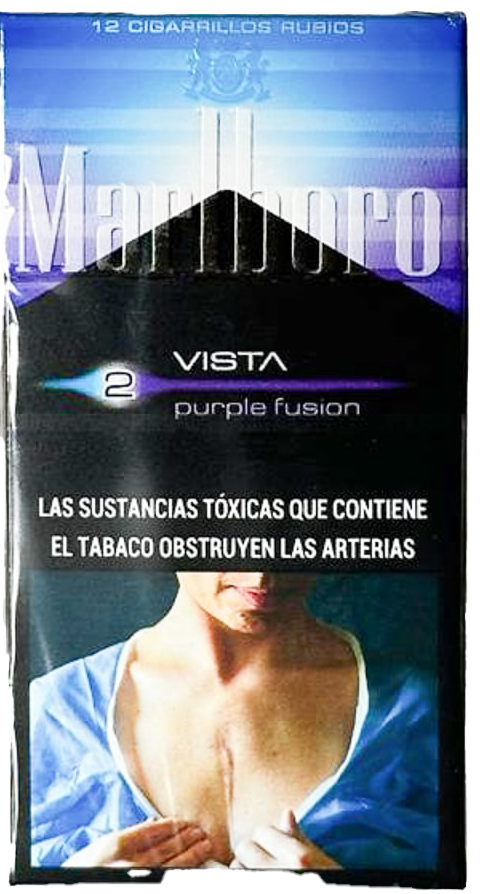 12 CIGARRILLOS RUBIOS
Marlboro
VISTA
2
purple fusion
LAS SUSTANCIAS TÓXICAS QUE CONTIENE
EL TABACO OBSTRUYEN LAS ARTERIAS